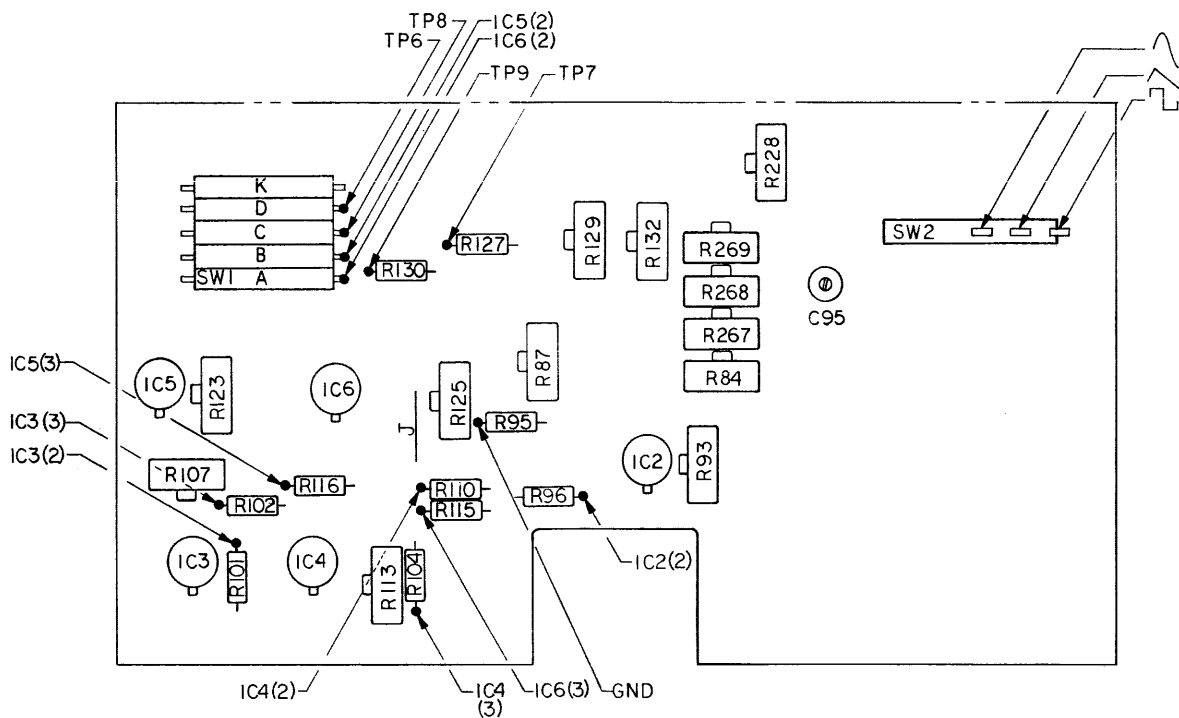 TP8
IC5(2)
TP6
IC6(2)
TP9
TP7
R228
K
D
C
B
SW1 A
R127
R130
R129
R132
R269
R268
R267
R84
SW2
C95
IC5(3)
IC5
R123
IC6
R87
R125
J
R95
IC3(3)
IC3(2)
R107
R116
R102
R110
R115
R96
IC2
R93
IC3
R101
IC4
R113
R104
IC2(2)
IC4(2)
IC4
(3)
IC6(3)
GND